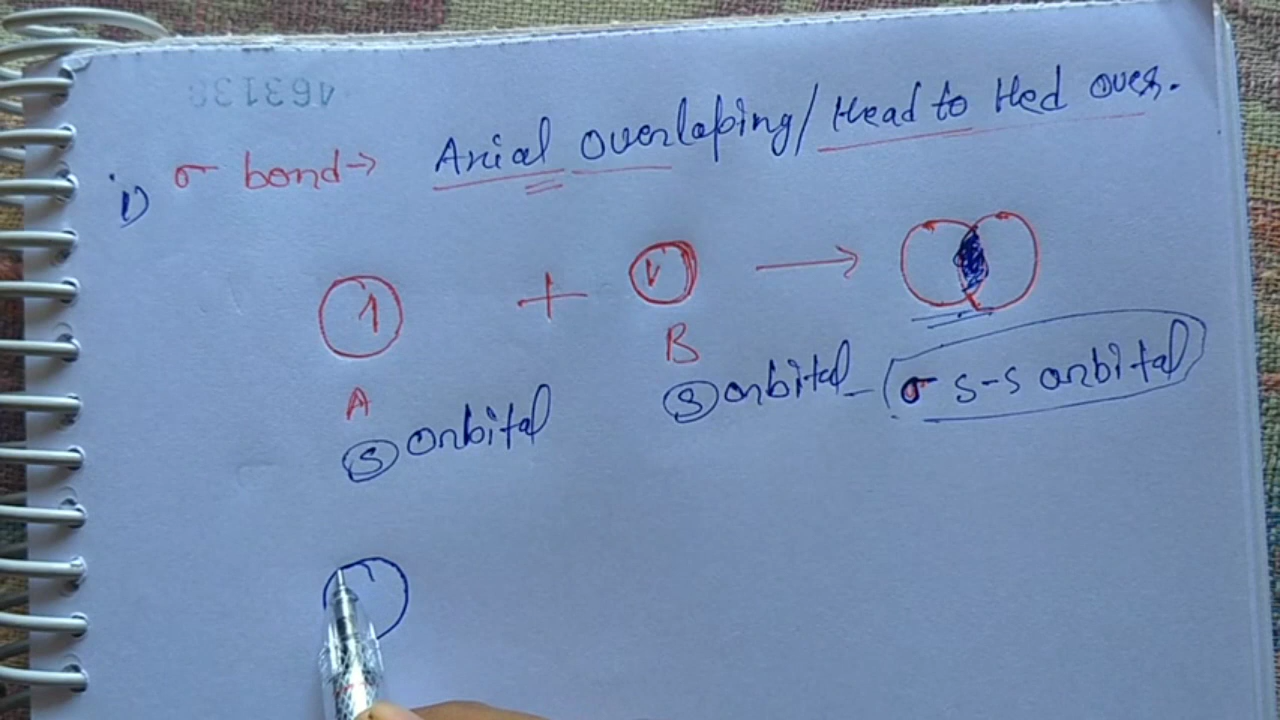 463138
i) σ bond→ Axial overlaping/Head to Hed over.
1 + 1 →
A B
s orbital s orbital σ s-s orbital